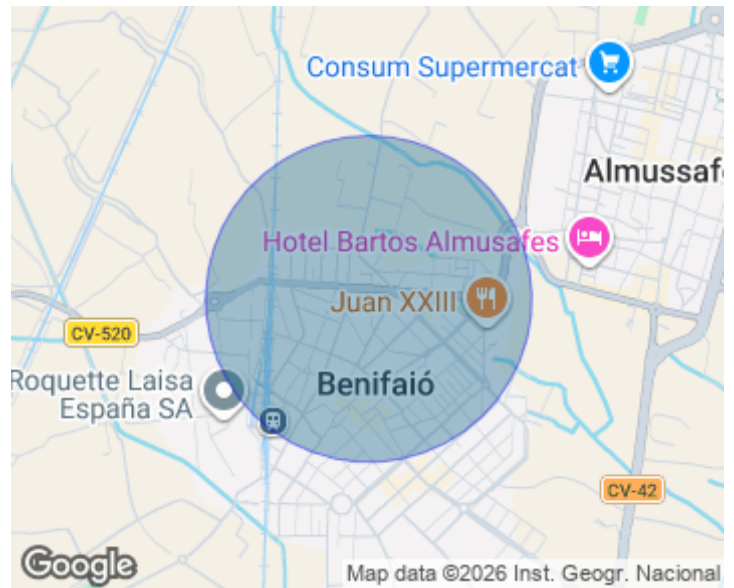 Consum Supermercat
Almussafe
Hotel Bartos Almusafes
Juan XXIII
CV-520
Roquette Laisa
España SA
Benifaió
CV-42
Google
Map data ©2026 Inst. Geogr. Nacional